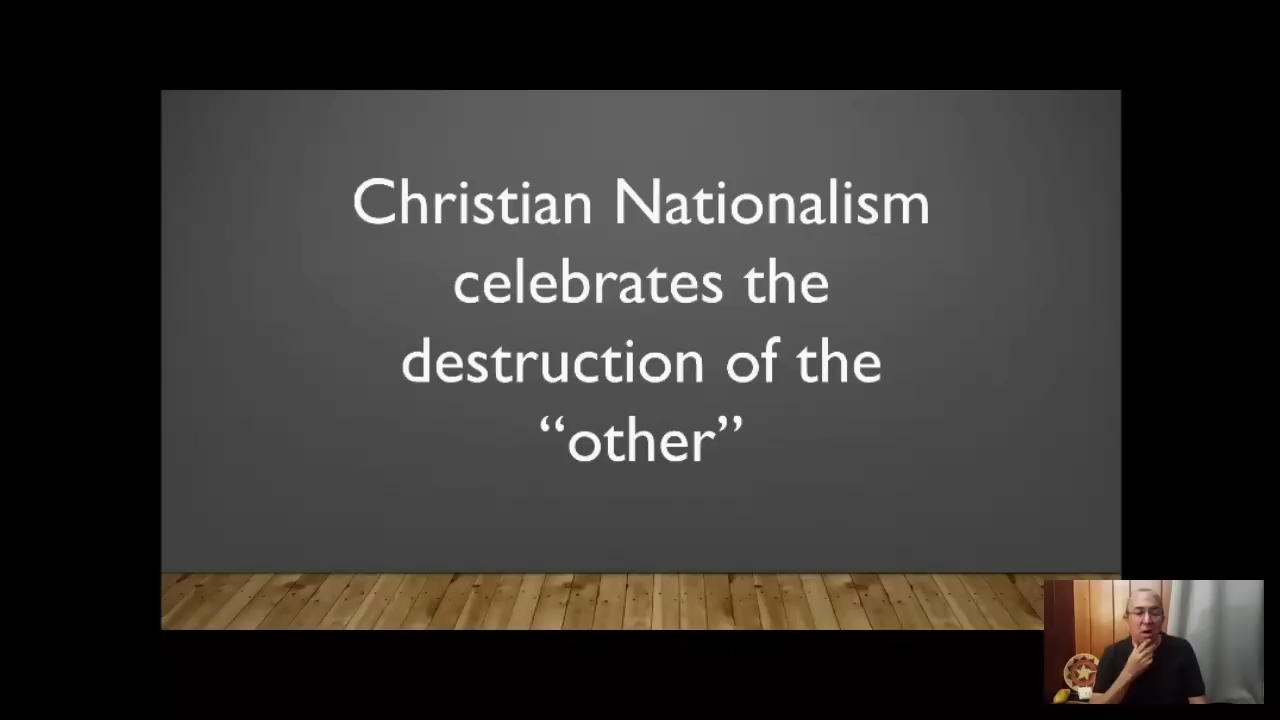 Christian Nationalism
celebrates the
destruction of the
“other”